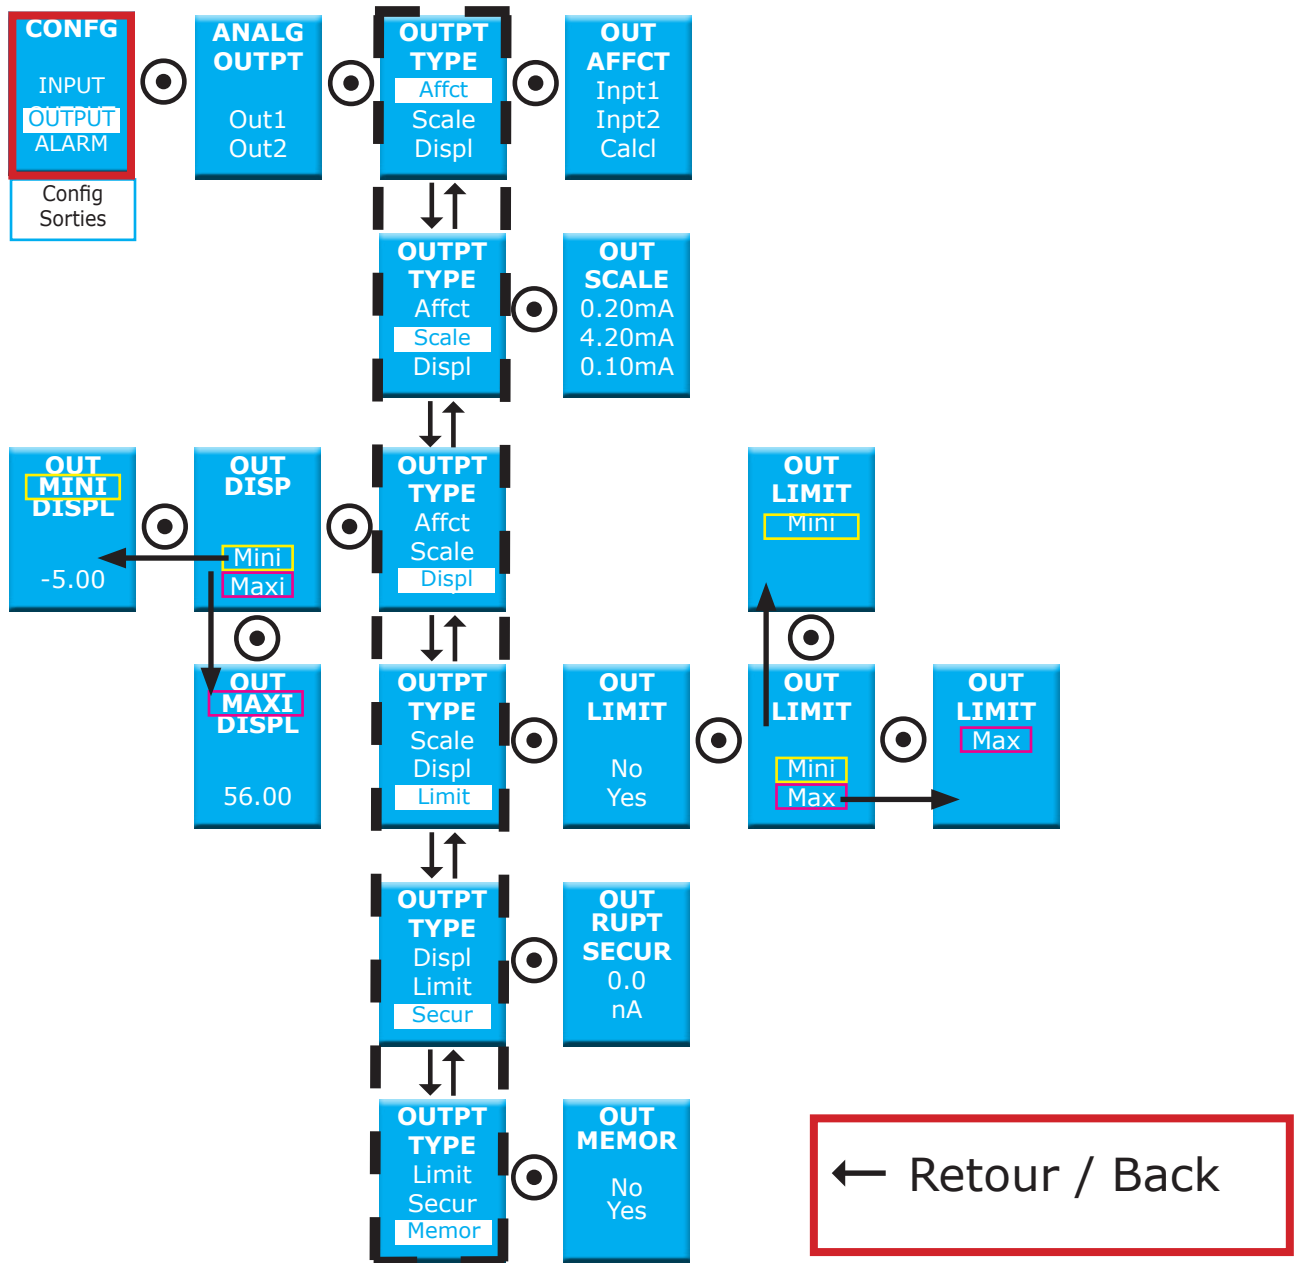 CONFG
INPUT
OUTPUT
ALARM
Config
Sorties
ANALG
OUTPT
Out1
Out2
OUTPT
TYPE
Affct
Scale
Displ
OUT
AFFCT
Inpt1
Inpt2
Calcl
OUTPT
TYPE
Affct
Scale
Displ
OUT
SCALE
0.20mA
4.20mA
0.10mA
OUT
MINI
DISPL
-5.00
OUT
DISP
Mini
Maxi
OUTPT
TYPE
Affct
Scale
Displ
OUT
LIMIT
Mini
OUT
MAXI
DISPL
56.00
OUTPT
TYPE
Scale
Displ
Limit
OUT
LIMIT
No
Yes
OUT
LIMIT
Mini
Max
OUT
LIMIT
Max
OUTPT
TYPE
Displ
Limit
Secur
OUT
RUPT
SECUR
0.0
nA
OUTPT
TYPE
Limit
Secur
Memor
OUT
MEMOR
No
Yes
← Retour / Back